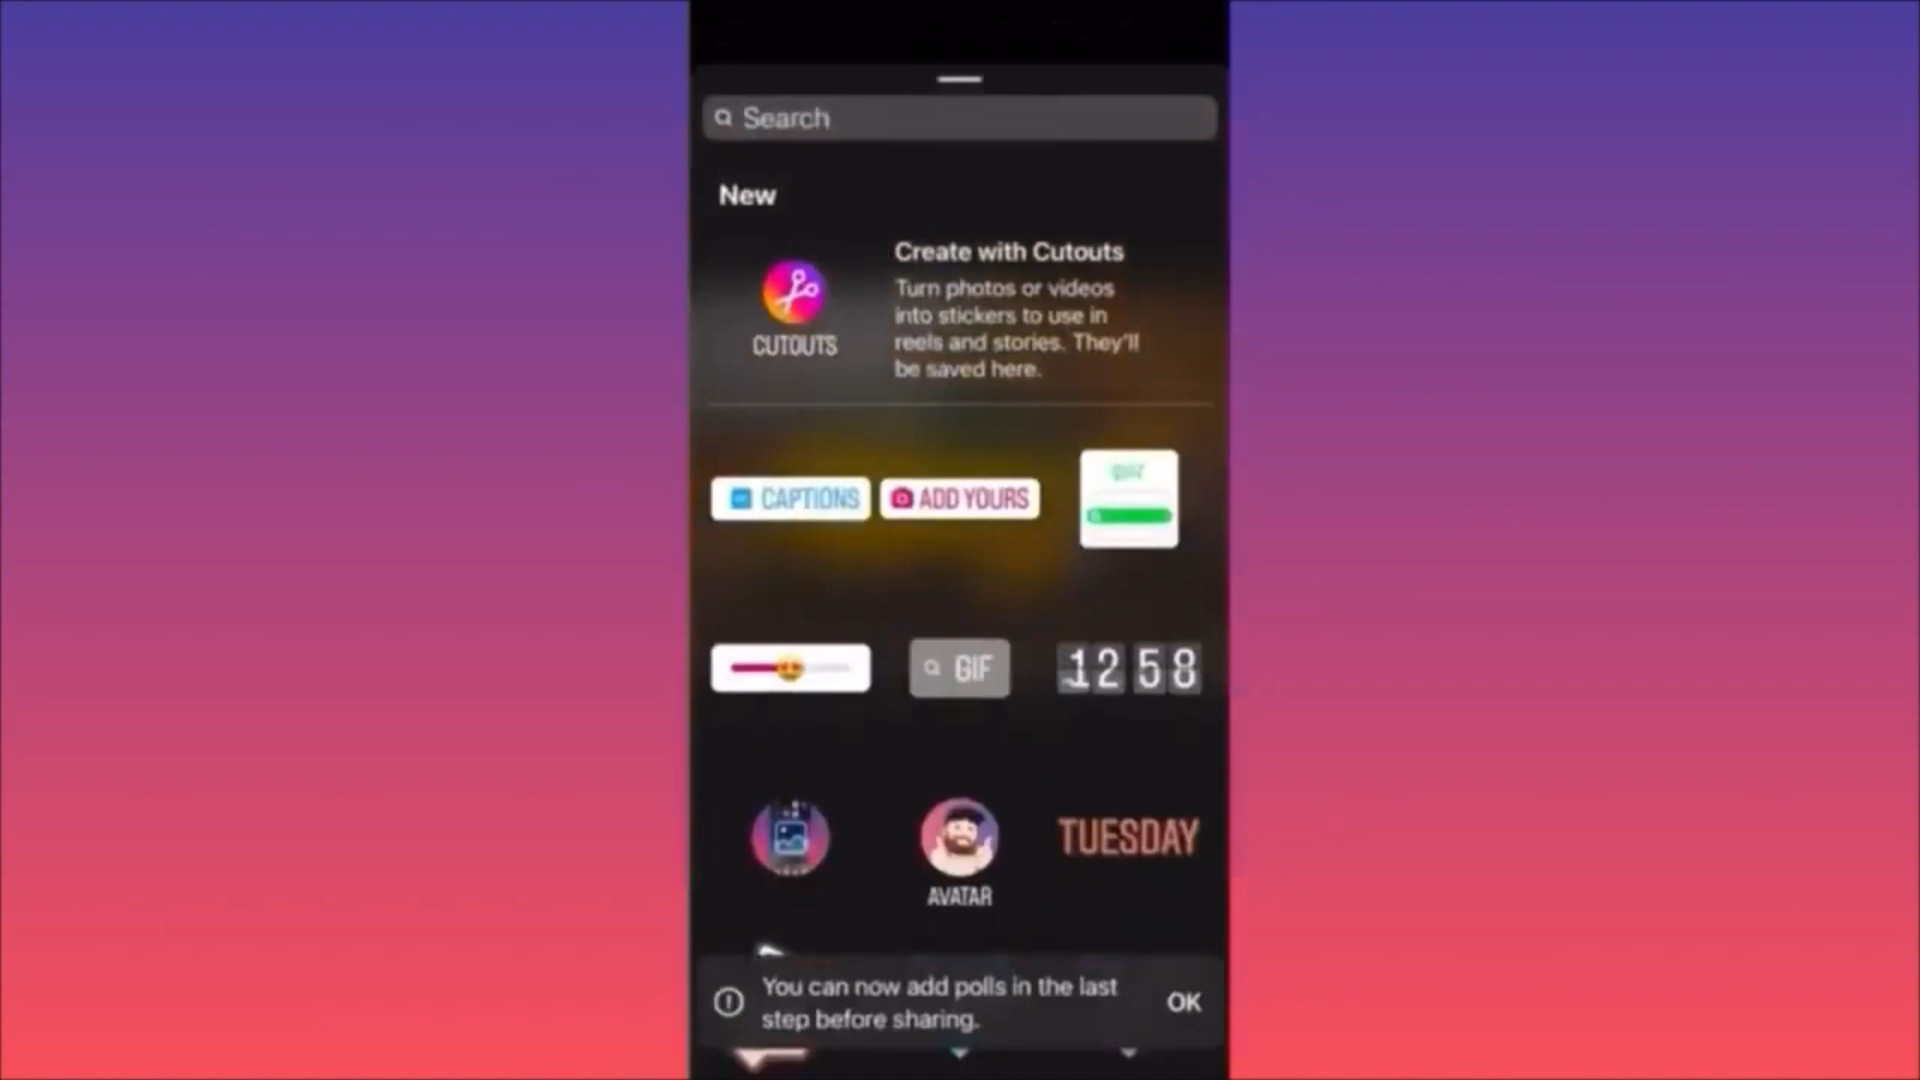 Search
New
Create with Cutouts
Turn photos or videos
into stickers to use in
reels and stories. They'll
be saved here.
CUTOUTS
CAPTIONS
ADD YOURS
QUIZ
GIF
12 58
AVATAR
TUESDAY
You can now add polls in the last
step before sharing.
OK